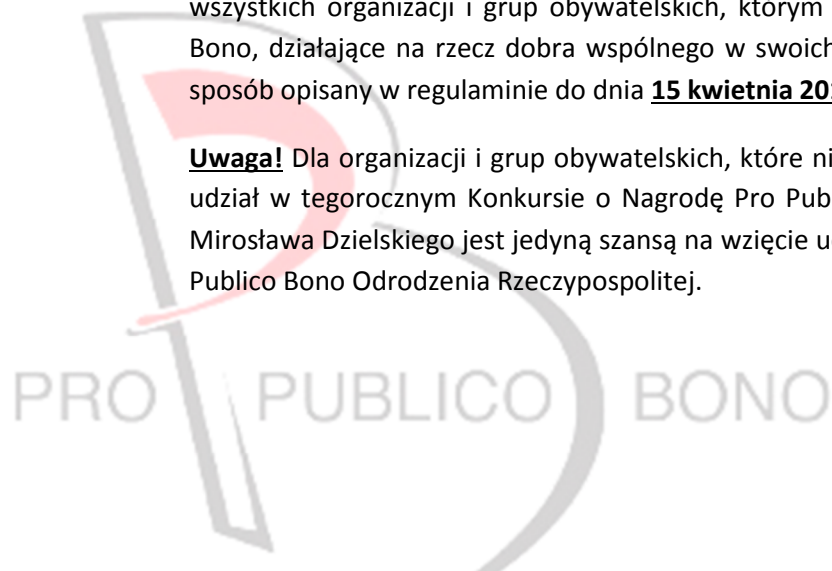 wszystkich organizacji i grup obywatelskich, którym
Bono, działające na rzecz dobra wspólnego w swoich
sposób opisany w regulaminie do dnia 15 kwietnia 20
Uwaga! Dla organizacji i grup obywatelskich, które
udział w tegorocznym Konkursie o Nagrodę Pro
Mirosława Dzielskiego jest jedyną szansą na wzięcie
Publico Bono Odrodzenia Rzeczypospolitej.
PRO PUBLICO BONO